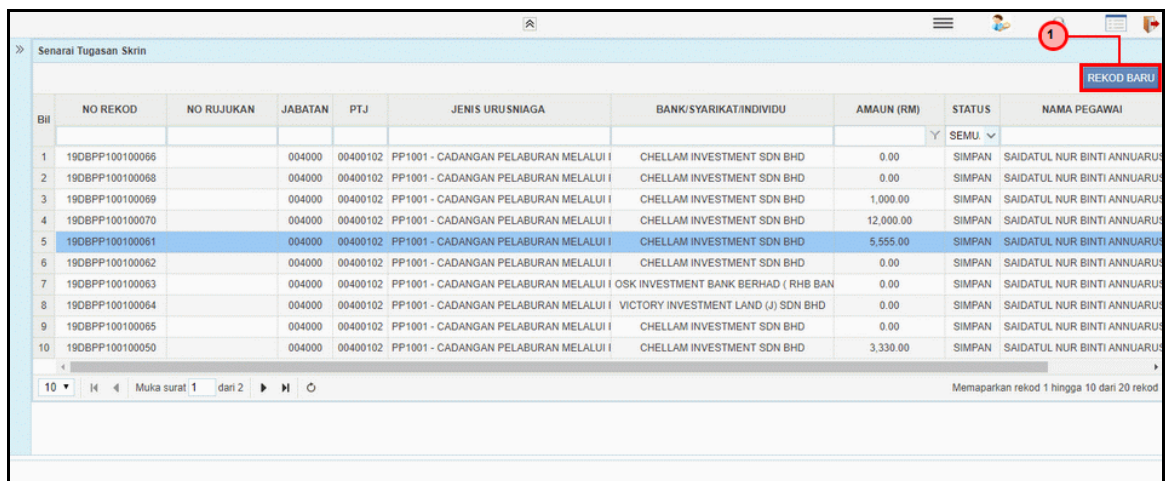 1
Senarai Tugasan Skrin
REKOD BARU
Bil NO REKOD NO RUJUKAN JABATAN PTJ JENIS URUSNIAGA BANK/SYARIKAT/INDIVIDU AMAUN (RM) STATUS NAMA PEGAWAI
SEMU.
1 19DBPP100100066 004000 00400102 PP1001 - CADANGAN PELABURAN MELALUI CHELLAM INVESTMENT SDN BHD 0.00 SIMPAN SAIDATUL NUR BINTI ANNUARUS
2 19DBPP100100068 004000 00400102 PP1001 - CADANGAN PELABURAN MELALUI CHELLAM INVESTMENT SDN BHD 0.00 SIMPAN SAIDATUL NUR BINTI ANNUARUS
3 19DBPP100100069 004000 00400102 PP1001 - CADANGAN PELABURAN MELALUI CHELLAM INVESTMENT SDN BHD 1,000.00 SIMPAN SAIDATUL NUR BINTI ANNUARUS
4 19DBPP100100070 004000 00400102 PP1001 - CADANGAN PELABURAN MELALUI CHELLAM INVESTMENT SDN BHD 12,000.00 SIMPAN SAIDATUL NUR BINTI ANNUARUS
5 19DBPP100100061 004000 00400102 PP1001 - CADANGAN PELABURAN MELALUI CHELLAM INVESTMENT SDN BHD 5,555.00 SIMPAN SAIDATUL NUR BINTI ANNUARUS
6 19DBPP100100062 004000 00400102 PP1001 - CADANGAN PELABURAN MELALUI CHELLAM INVESTMENT SDN BHD 0.00 SIMPAN SAIDATUL NUR BINTI ANNUARUS
7 19DBPP100100063 004000 00400102 PP1001 - CADANGAN PELABURAN MELALUI OSK INVESTMENT BANK BERHAD ( RHB BAN 0.00 SIMPAN SAIDATUL NUR BINTI ANNUARUS
8 19DBPP100100064 004000 00400102 PP1001 - CADANGAN PELABURAN MELALUI VICTORY INVESTMENT LAND (J) SDN BHD 0.00 SIMPAN SAIDATUL NUR BINTI ANNUARUS
9 19DBPP100100065 004000 00400102 PP1001 - CADANGAN PELABURAN MELALUI CHELLAM INVESTMENT SDN BHD 0.00 SIMPAN SAIDATUL NUR BINTI ANNUARUS
10 19DBPP100100050 004000 00400102 PP1001 - CADANGAN PELABURAN MELALUI CHELLAM INVESTMENT SDN BHD 3,330.00 SIMPAN SAIDATUL NUR BINTI ANNUARUS
10 Muka surat 1 dari 2 Memaparkan rekod 1 hingga 10 dari 20 rekod